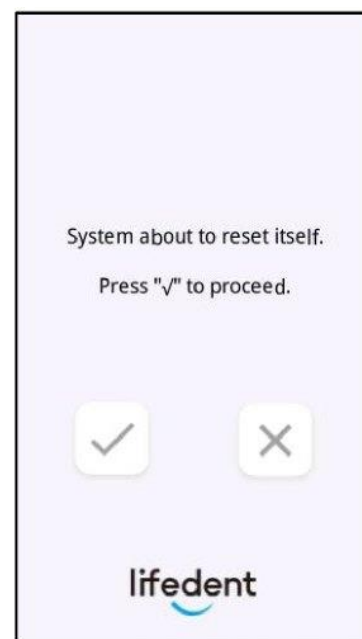 System about to reset itself.
Press "√" to proceed.
lifedent